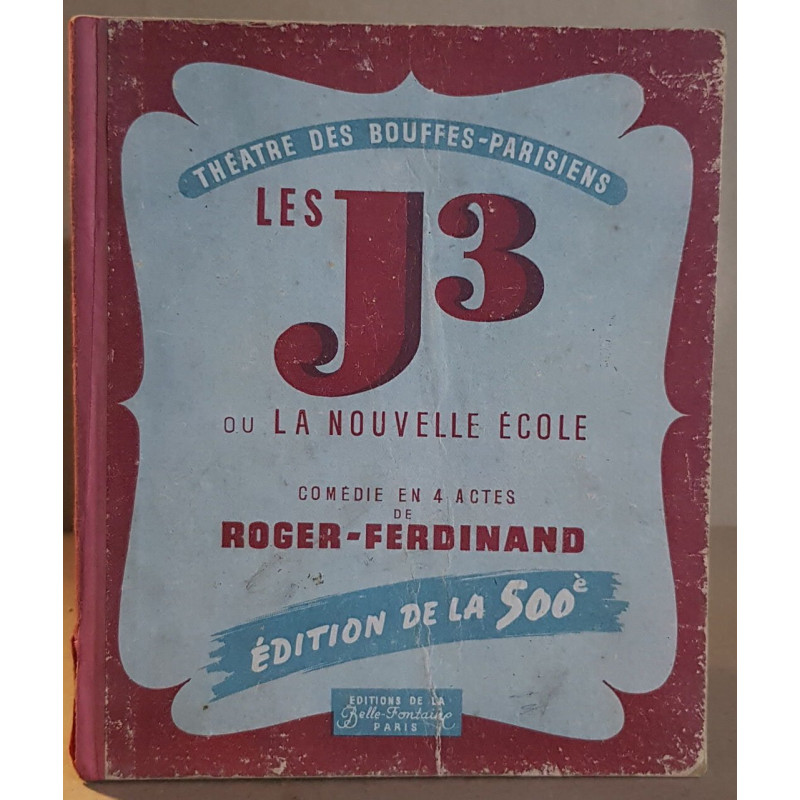 THÉATRE DES BOUFFES-PARISIENS
LES J3
OU LA NOUVELLE ÉCOLE
COMÉDIE EN 4 ACTES
DE
ROGER-FERDINAND
ÉDITION DE LA 500è
EDITIONS DE LA
Belle-Fontaine
PARIS